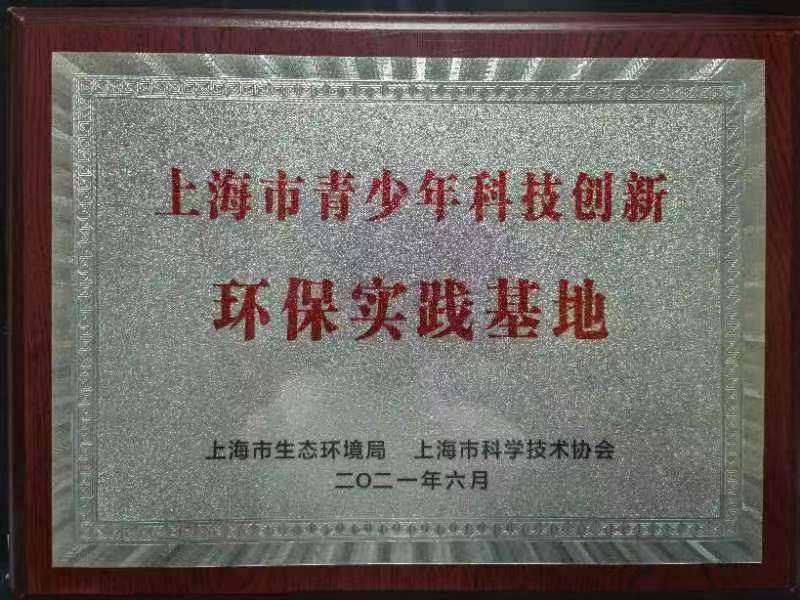 上海市青少年科技创新
环保实践基地
上海市生态环境局 上海市科学技术协会
二〇二一年六月